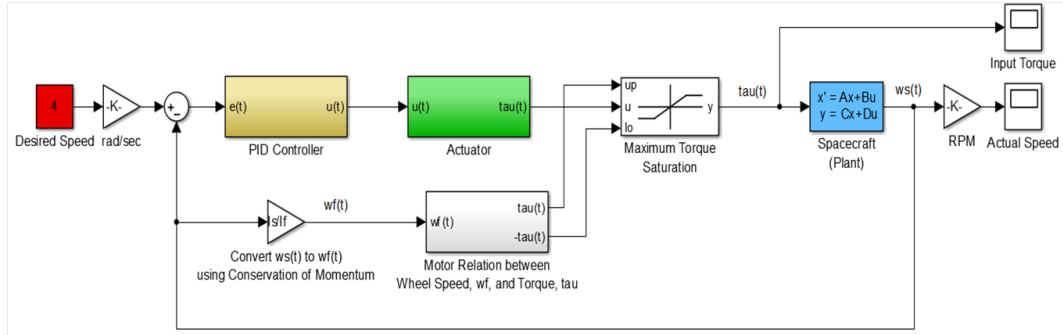 Input Torque
4
Desired Speed
-K-
rad/sec
+
−
e(t)
u(t)
PID Controller
u(t)
tau(t)
Actuator
up
u
lo
y
Maximum Torque
Saturation
tau(t)
x' = Ax+Bu
y = Cx+Du
Spacecraft
(Plant)
ws(t)
-K-
RPM
Actual Speed
Is/If
wf(t)
Convert ws(t) to wf(t)
using Conservation of Momentum
wf(t)
tau(t)
-tau(t)
Motor Relation between
Wheel Speed, wf, and Torque, tau